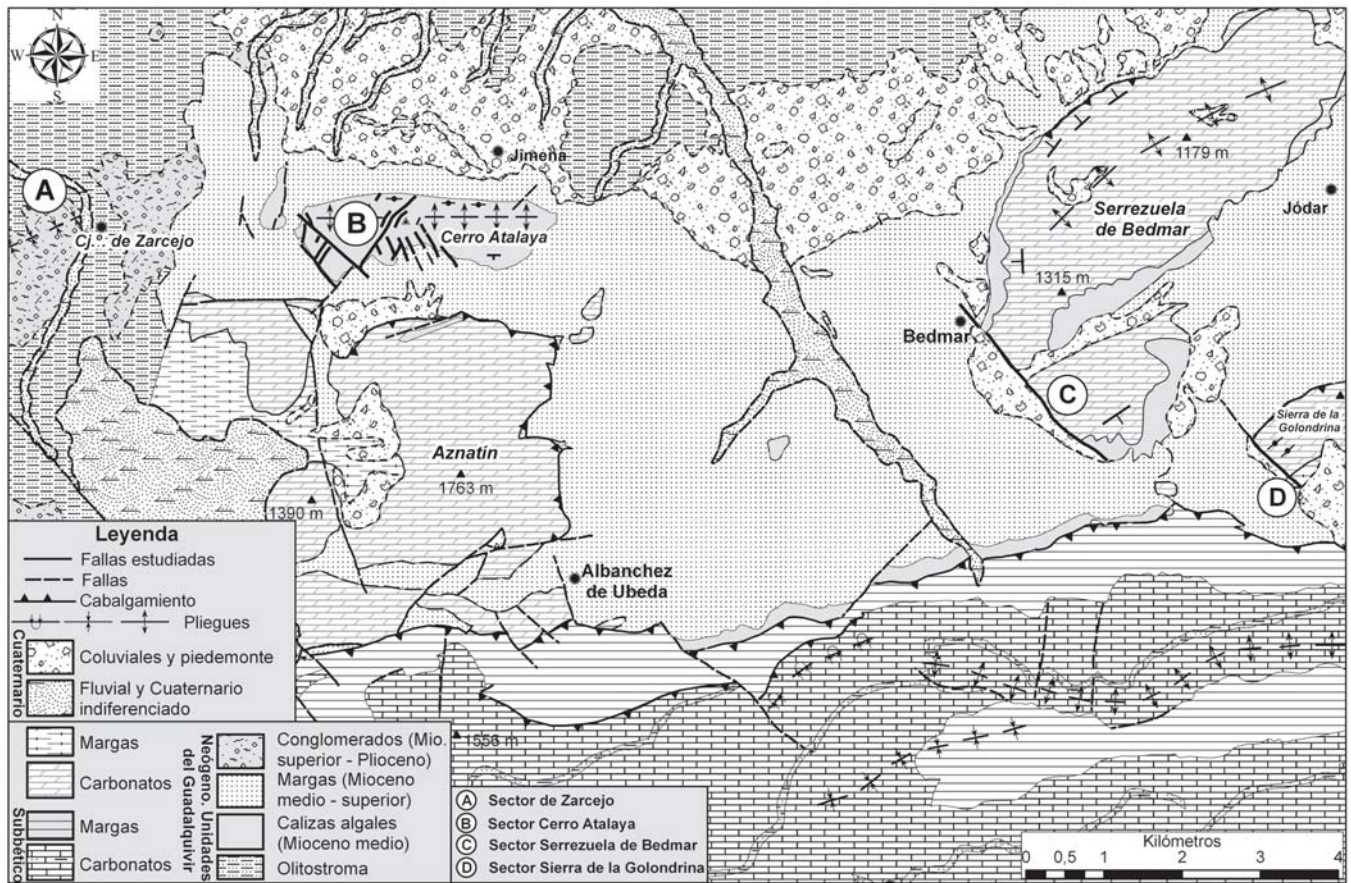 N
W
E
S
A
Cj.º de Zarcejo
Jimena
B
Cerro Atalaya
1179 m
Serrezuela
de Bedmar
Jódar
1315 m
Bedmar
C
Sierra de la
Golondrina
D
Aznatín
1763 m
1390 m
Albanchez
de Ubeda
1556 m
Leyenda
Fallas estudiadas
Fallas
Cabalgamiento
Pliegues
Cuaternario
Coluviales y piedemonte
Fluvial y Cuaternario
indiferenciado
Margas
Carbonatos
Subbético
Margas
Carbonatos
Neógeno. Unidades
del Guadalquivir
Conglomerados (Mio.
superior - Plioceno)
Margas (Mioceno
medio - superior)
Calizas algales
(Mioceno medio)
Olitostroma
A Sector de Zarcejo
B Sector Cerro Atalaya
C Sector Serrezuela de Bedmar
D Sector Sierra de la Golondrina
Kilómetros
0 0,5 1 2 3 4